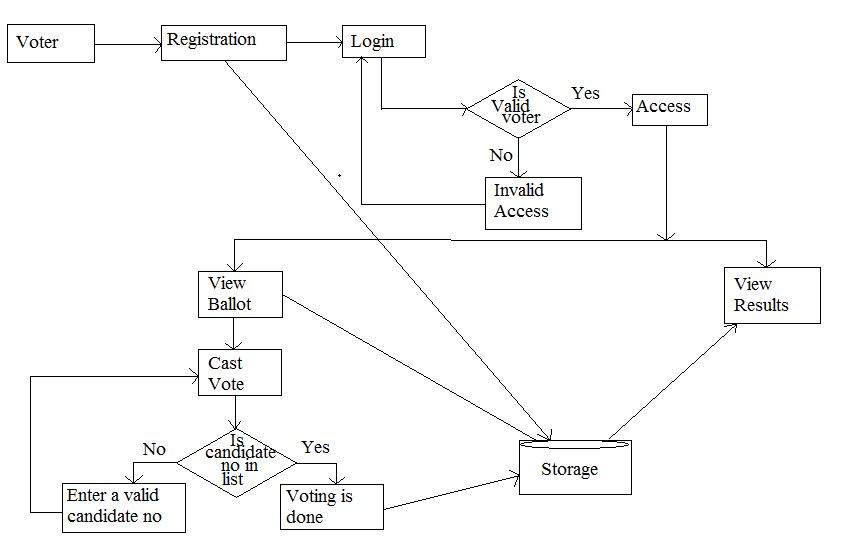 Voter
Registration
Login
Is
Valid
voter
Yes
Access
No
Invalid
Access
View
Ballot
View
Results
Cast
Vote
Is
candidate
no in
list
No
Yes
Enter a valid
candidate no
Voting is
done
Storage